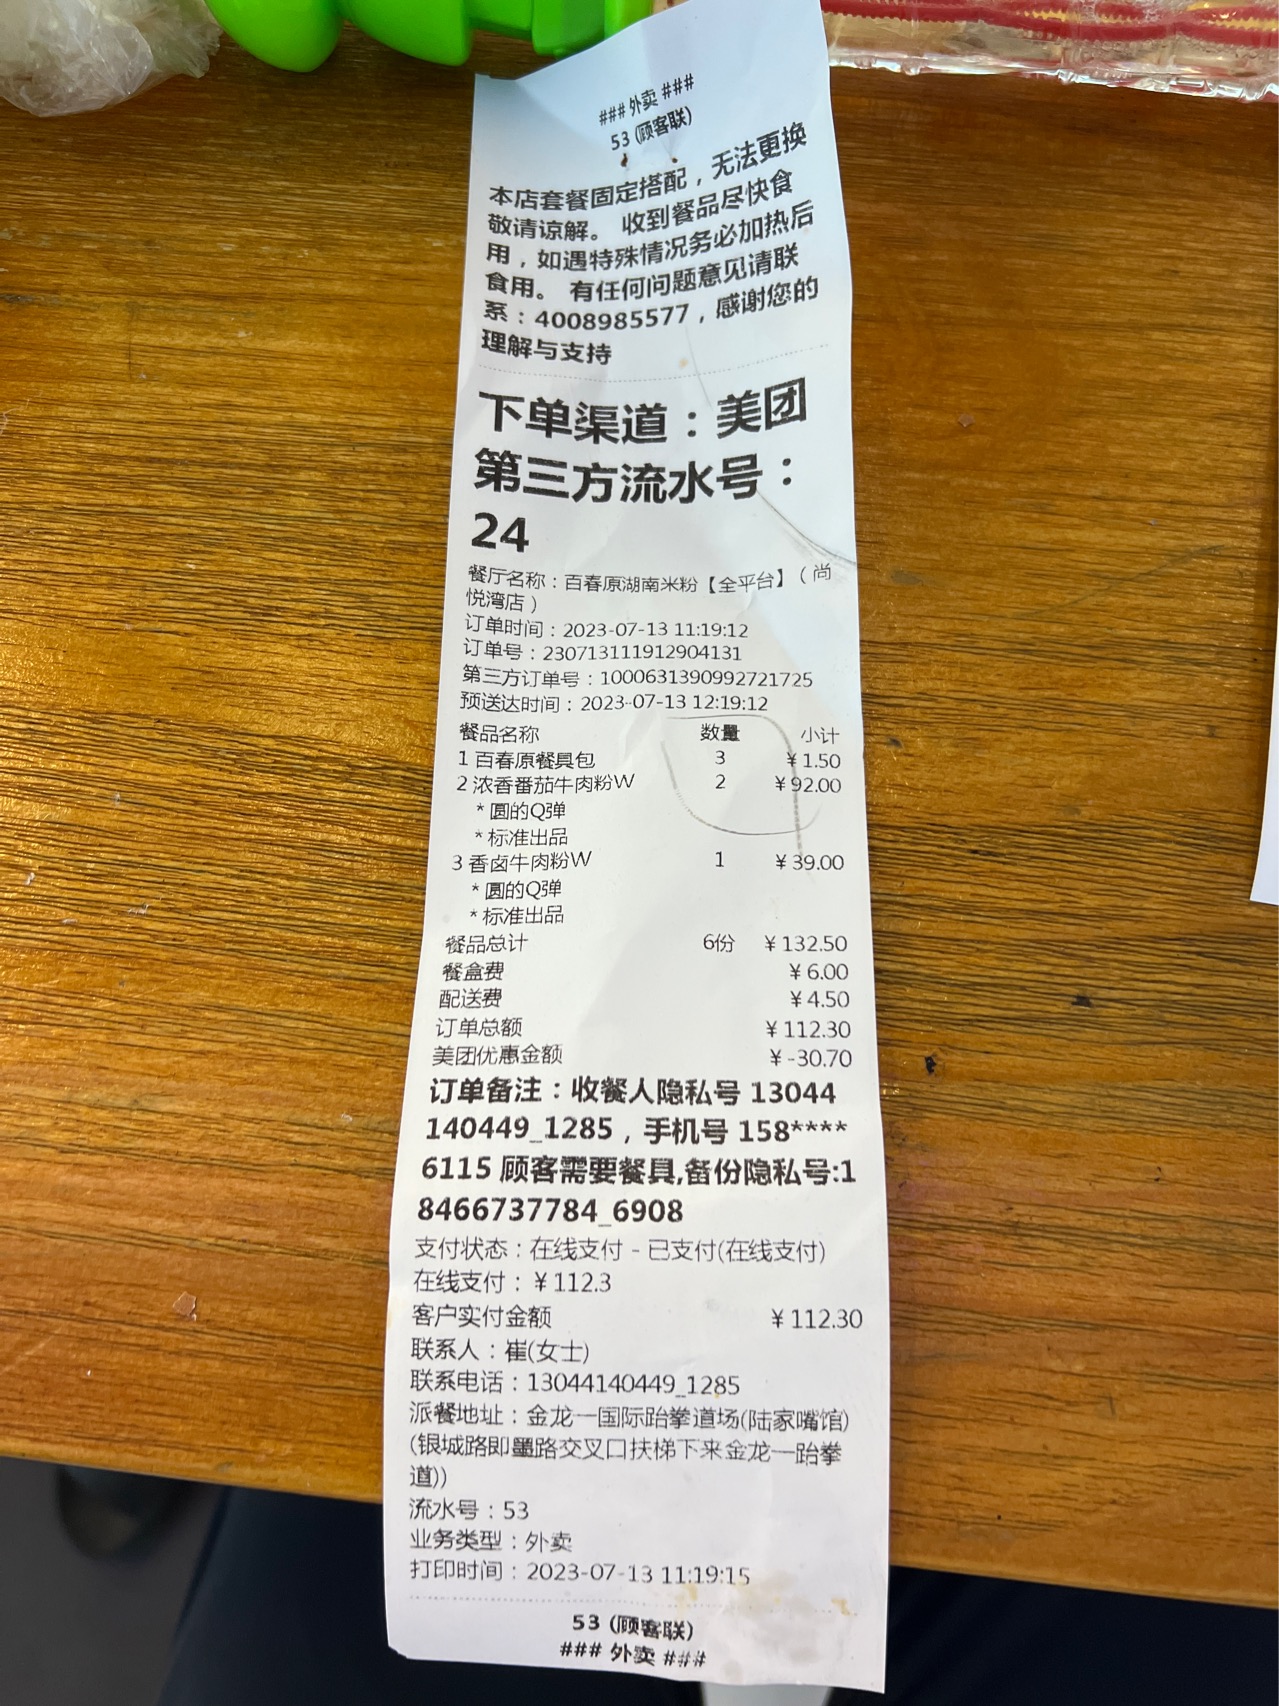 ### 外卖 ###
53 (顾客联)
本店套餐固定搭配，无法更换
敬请谅解。 收到餐品尽快食
用，如遇特殊情况务必加热后
食用。 有任何问题意见请联
系：4008985577，感谢您的
理解与支持
下单渠道：美团
第三方流水号：
24
餐厅名称：百春原湖南米粉【全平台】（尚
悦湾店）
订单时间：2023-07-13 11:19:12
订单号：230713111912904131
第三方订单号：1000631390992721725
预送达时间：2023-07-13 12:19:12
餐品名称 数量 小计
1 百春原餐具包 3 ￥1.50
2 浓香番茄牛肉粉W 2 ￥92.00
* 圆的Q弹
* 标准出品
3 香卤牛肉粉W 1 ￥39.00
* 圆的Q弹
* 标准出品
餐品总计 6份 ￥132.50
餐盒费 ￥6.00
配送费 ￥4.50
订单总额 ￥112.30
美团优惠金额 ￥-30.70
订单备注：收餐人隐私号 13044
140449_1285，手机号 158****
6115 顾客需要餐具,备份隐私号:1
8466737784_6908
支付状态：在线支付 - 已支付(在线支付)
在线支付：￥112.3
客户实付金额 ￥112.30
联系人：崔(女士)
联系电话：13044140449_1285
派餐地址：金龙一国际跆拳道场(陆家嘴馆)
(银城路即墨路交叉口扶梯下来金龙一跆拳
道))
流水号：53
业务类型：外卖
打印时间：2023-07-13 11:19:15
53 (顾客联)
### 外卖 ###